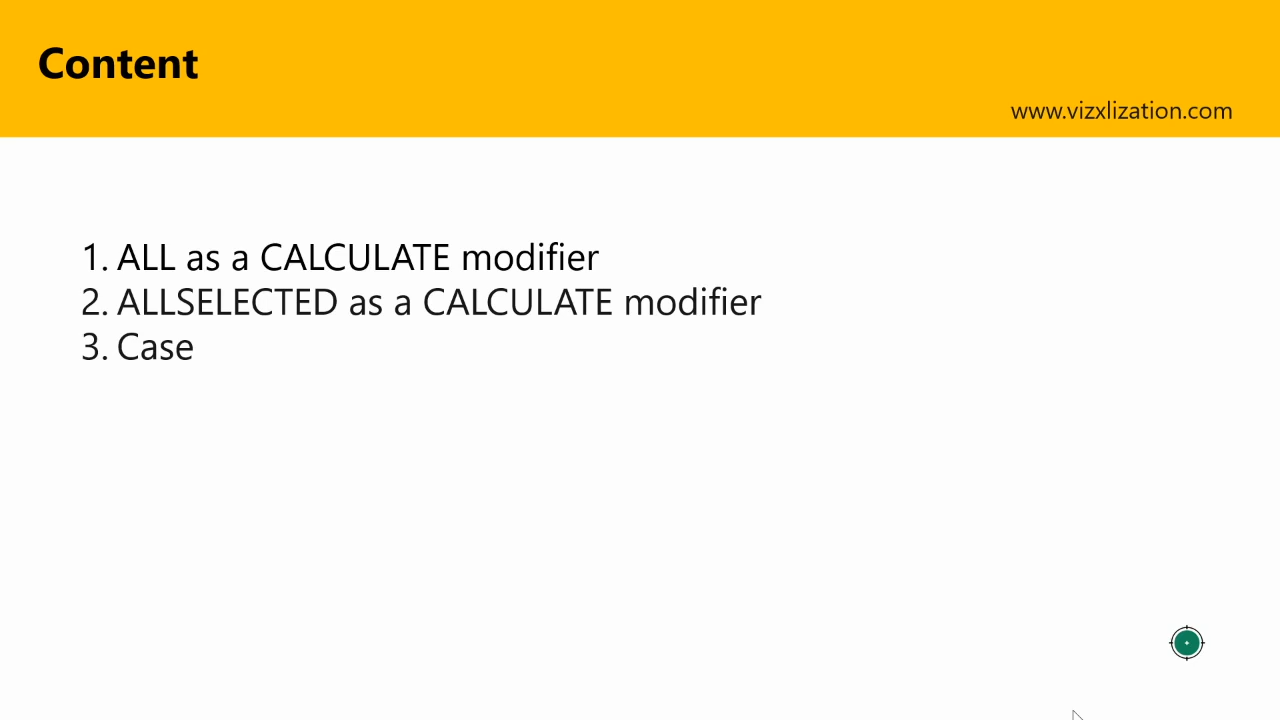 Content
www.vizxlization.com
1. ALL as a CALCULATE modifier
2. ALLSELECTED as a CALCULATE modifier
3. Case